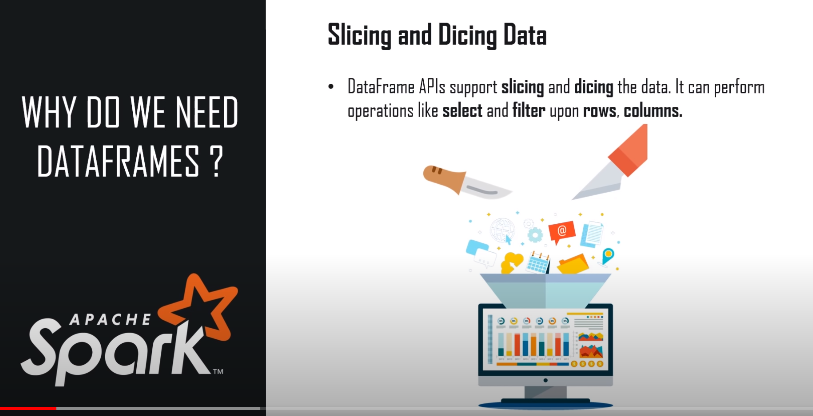 WHY DO WE NEED
DATAFRAMES ?
APACHE
Spark™
Slicing and Dicing Data
• DataFrame APIs support slicing and dicing the data. It can perform
operations like select and filter upon rows, columns.
@